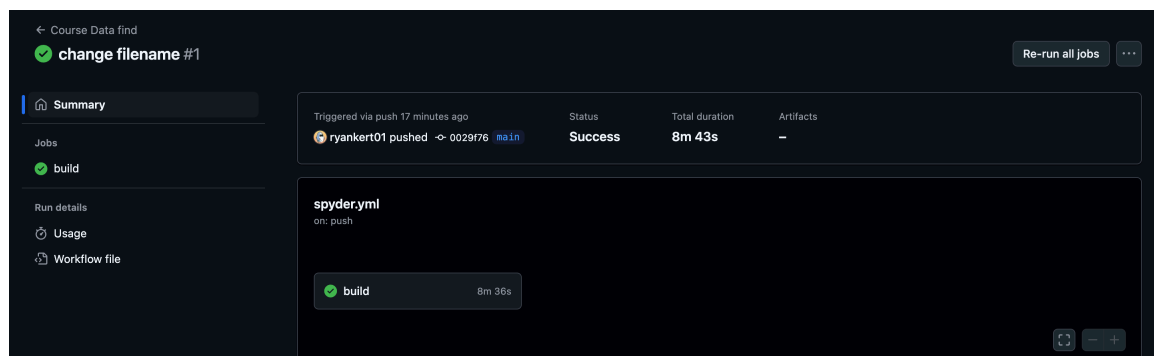 ← Course Data find
change filename #1
Re-run all jobs
Summary
Jobs
build
Run details
Usage
Workflow file
Triggered via push 17 minutes ago
ryankert01 pushed 0029f76 main
Status
Success
Total duration
8m 43s
Artifacts
–
spyder.yml
on: push
build 8m 36s